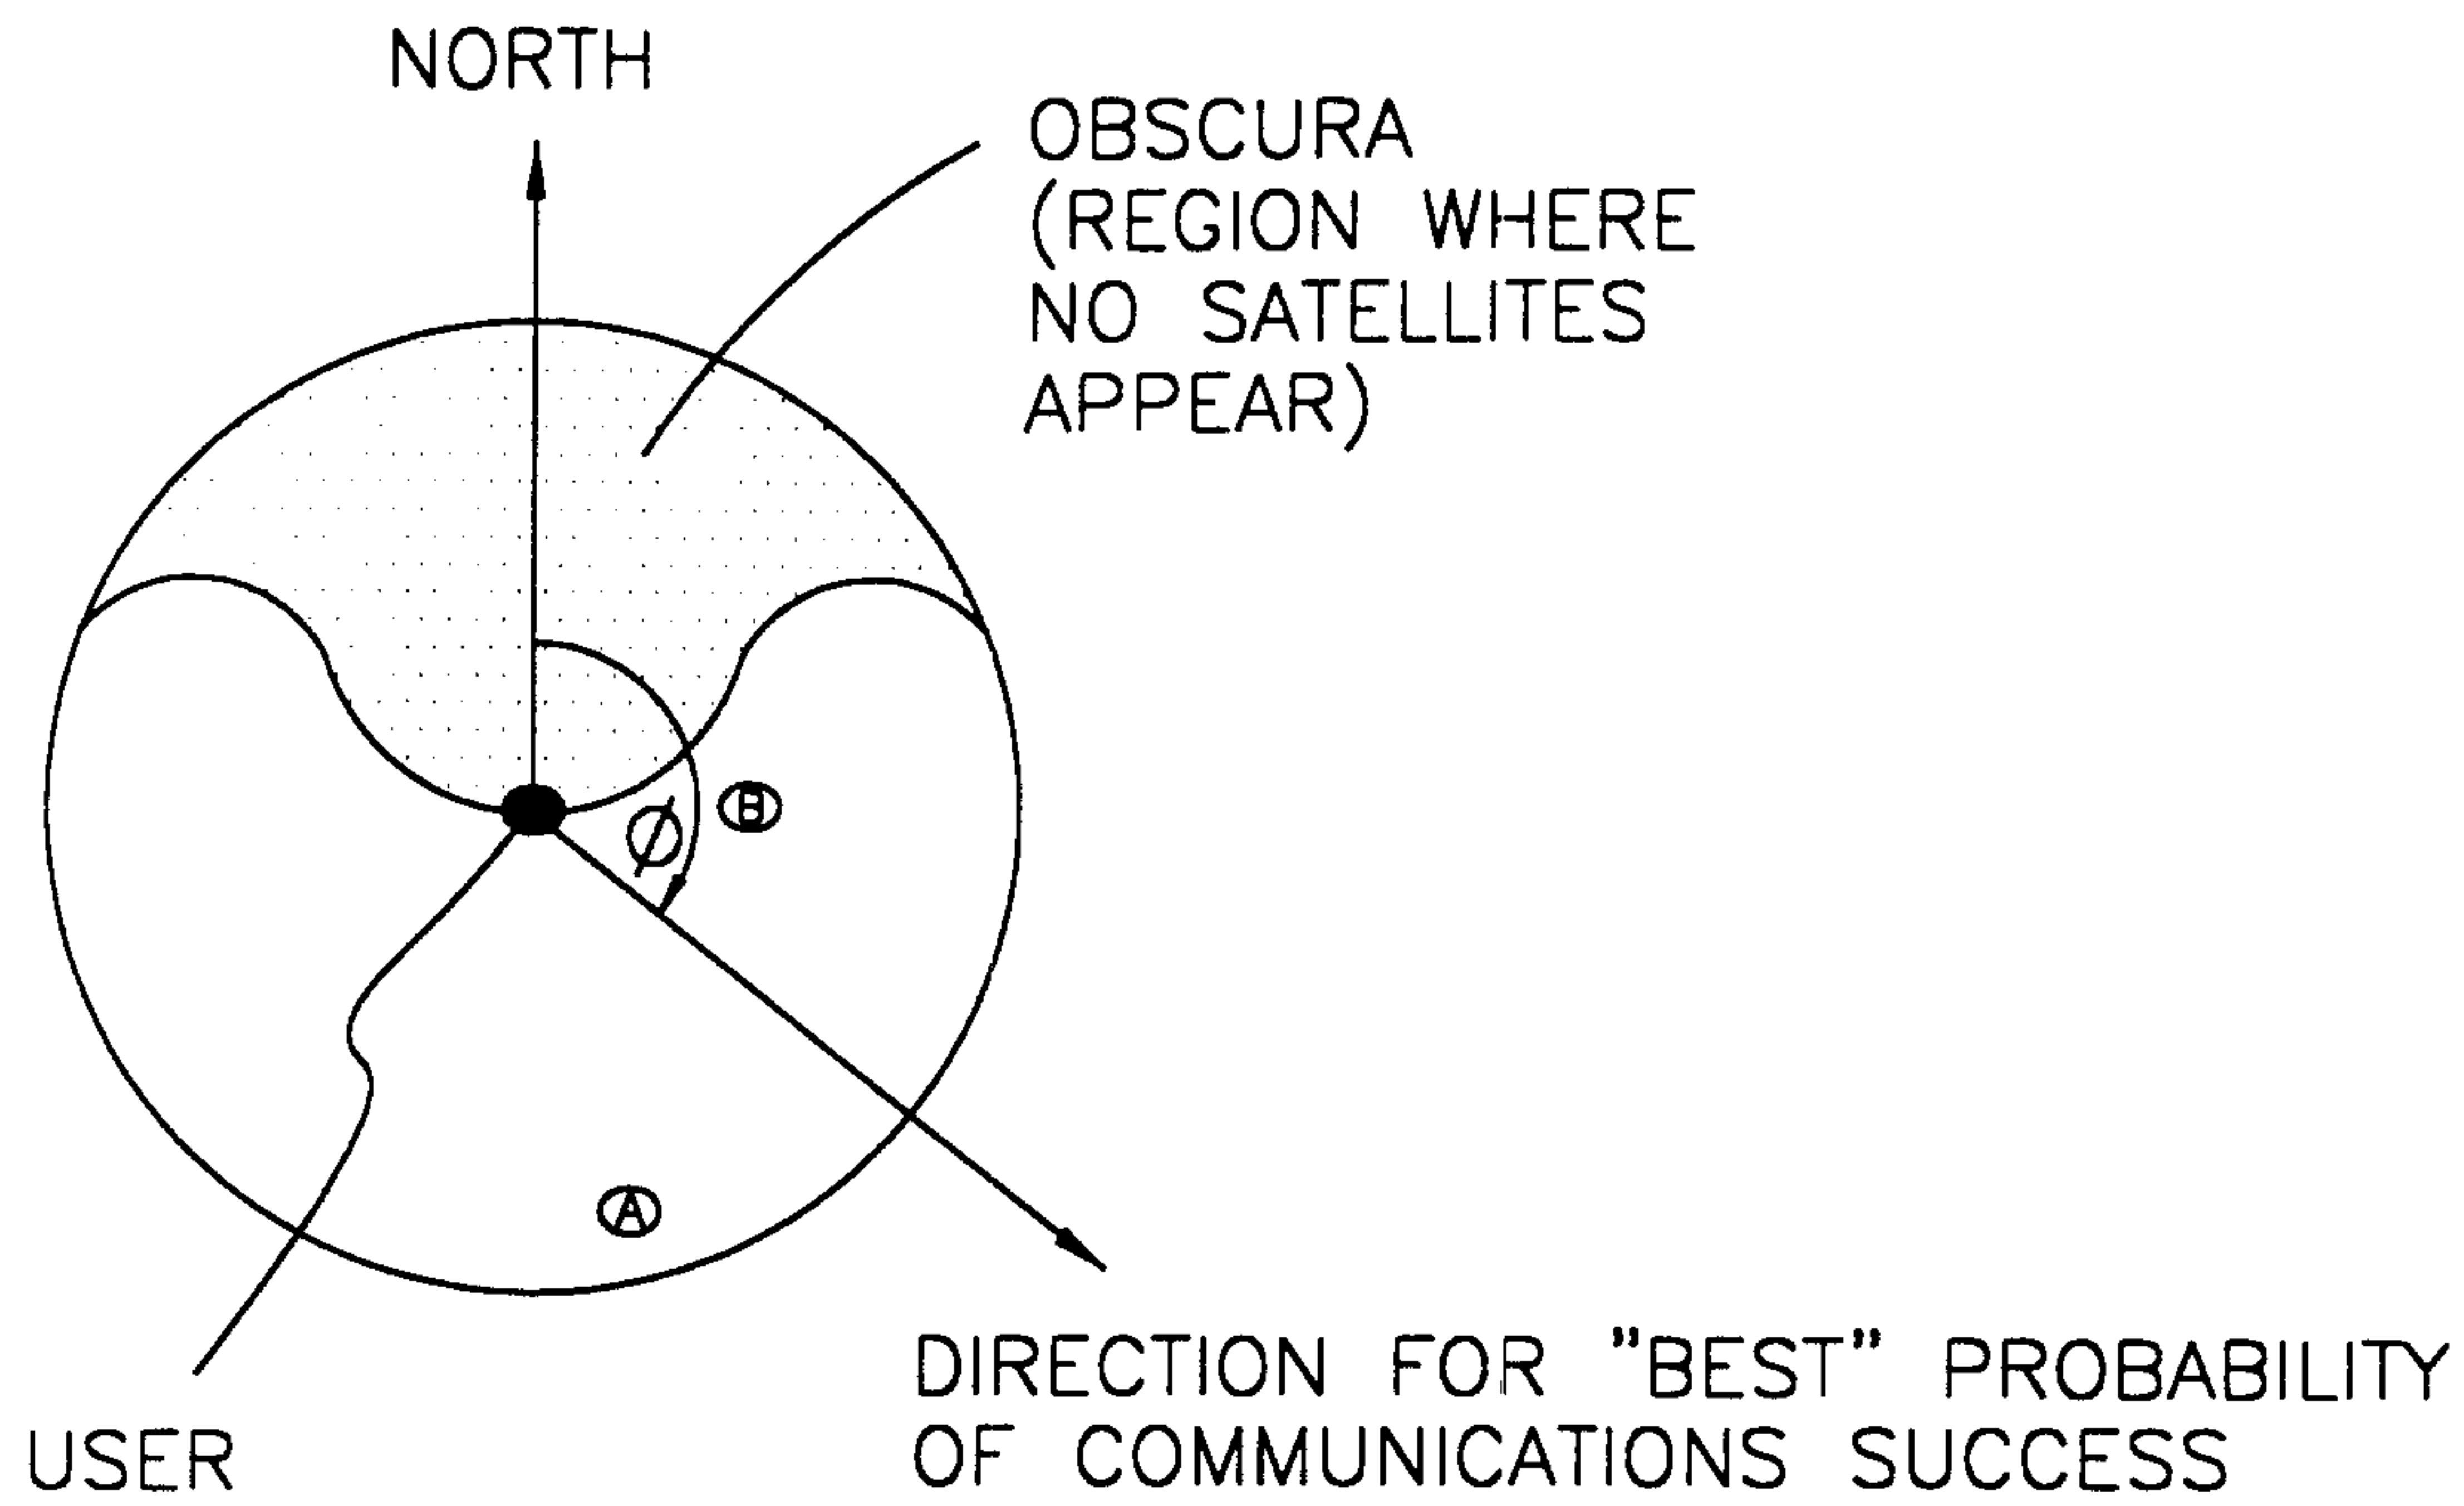 NORTH
OBSCURA
(REGION WHERE
NO SATELLITES
APPEAR)
B
Ø
A
DIRECTION FOR "BEST" PROBABILITY
OF COMMUNICATIONS SUCCESS
USER